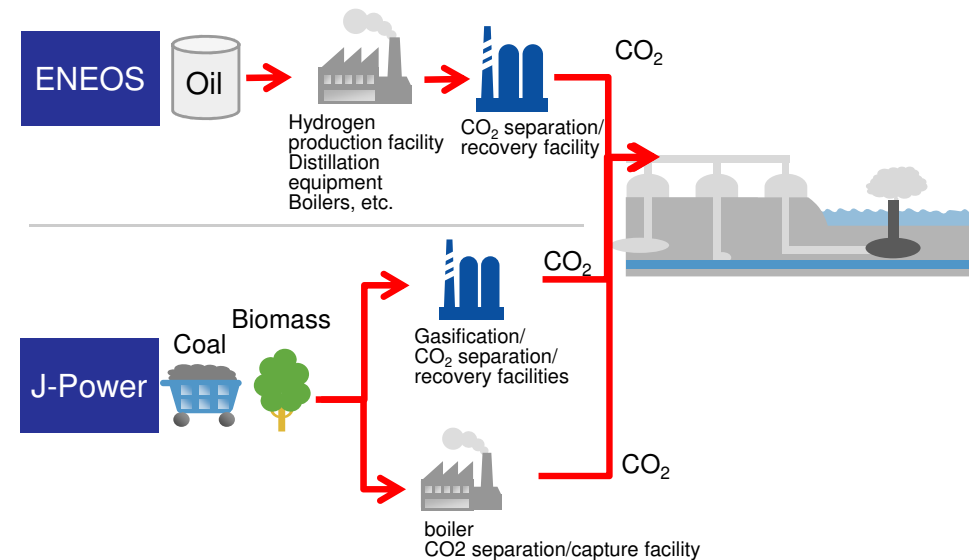 ENEOS
Oil
CO₂
Hydrogen
production facility
Distillation
equipment
Boilers, etc.
CO₂ separation/
recovery facility
J-Power
Coal
Biomass
CO₂
Gasification/
CO₂ separation/
recovery facilities
CO₂
boiler
CO2 separation/capture facility